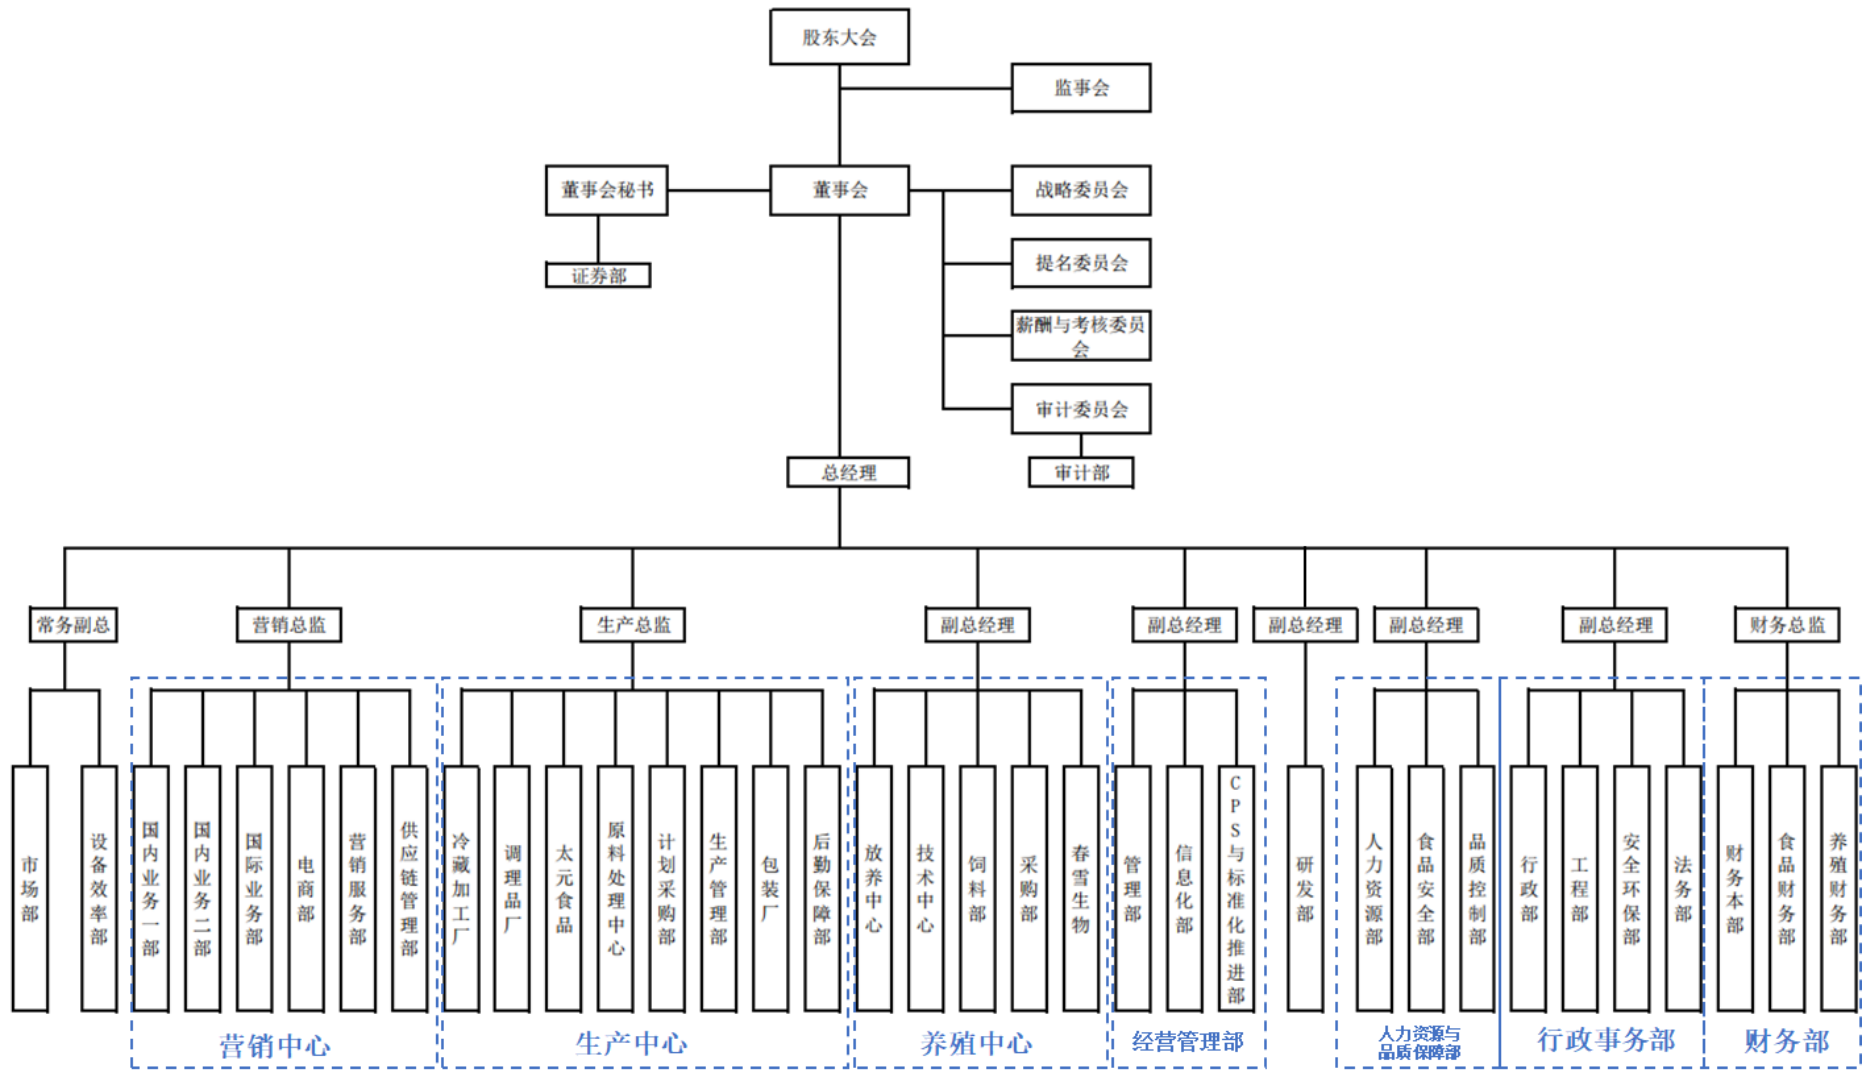 股东大会
监事会
董事会秘书
董事会
战略委员会
证券部
提名委员会
薪酬与考核委员
会
审计委员会
总经理
审计部
常务副总
营销总监
生产总监
副总经理
副总经理
副总经理
副总经理
副总经理
财务总监
市场部
设备效率部
国内业务一部
国内业务二部
国际业务部
电商部
营销服务部
供应链管理部
冷藏加工厂
调理品厂
太元食品
原料处理中心
计划采购部
生产管理部
包装厂
后勤保障部
放养中心
技术中心
饲料部
采购部
春雪生物
管理部
信息化部
CPS与标准化推进部
研发部
人力资源部
食品安全部
品质控制部
行政部
工程部
安全环保部
法务部
财务本部
食品财务部
养殖财务部
营销中心
生产中心
养殖中心
经营管理部
人力资源与
品质保障部
行政事务部
财务部